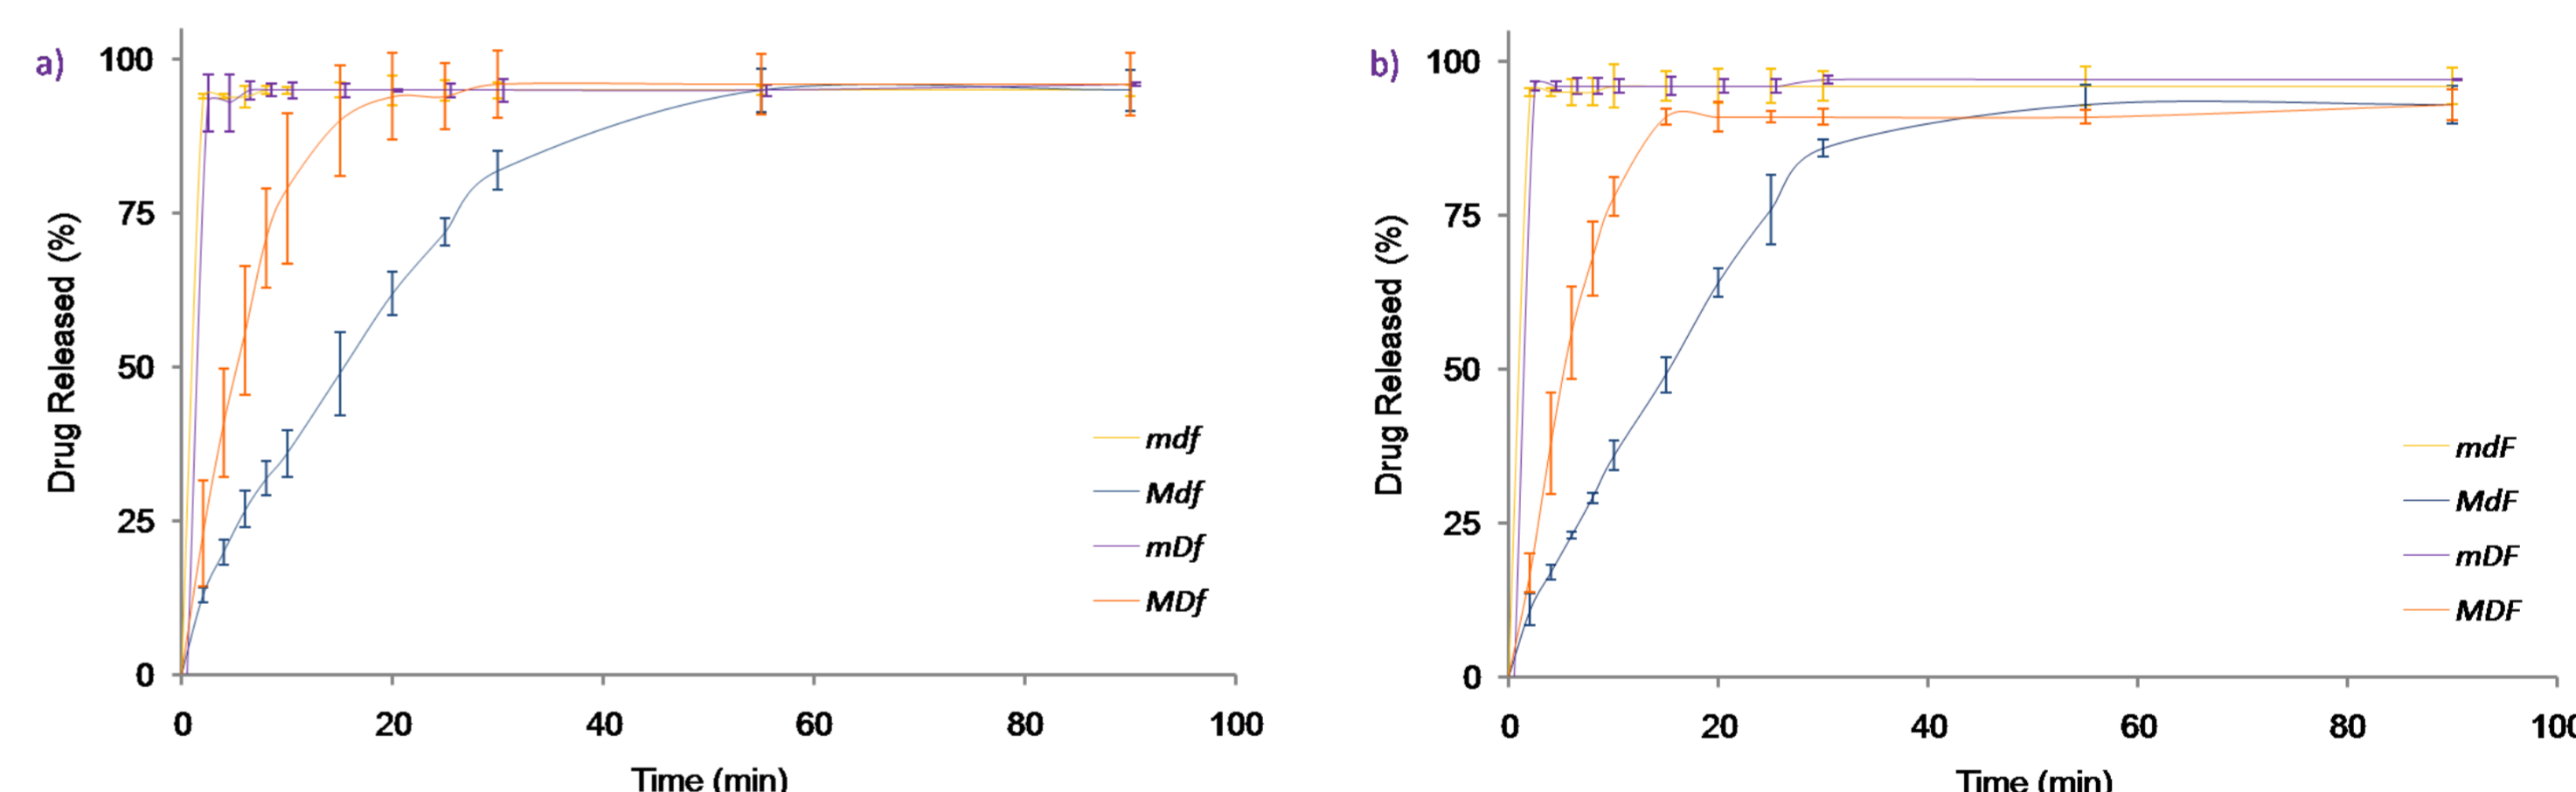 a)
100
75
50
25
0
Drug Released (%)
0 20 40 60 80 100
Time (min)
mdf
Mdf
mDf
MDf
b)
100
75
50
25
0
Drug Released (%)
0 20 40 60 80 100
Time (min)
mdF
MdF
mDF
MDF